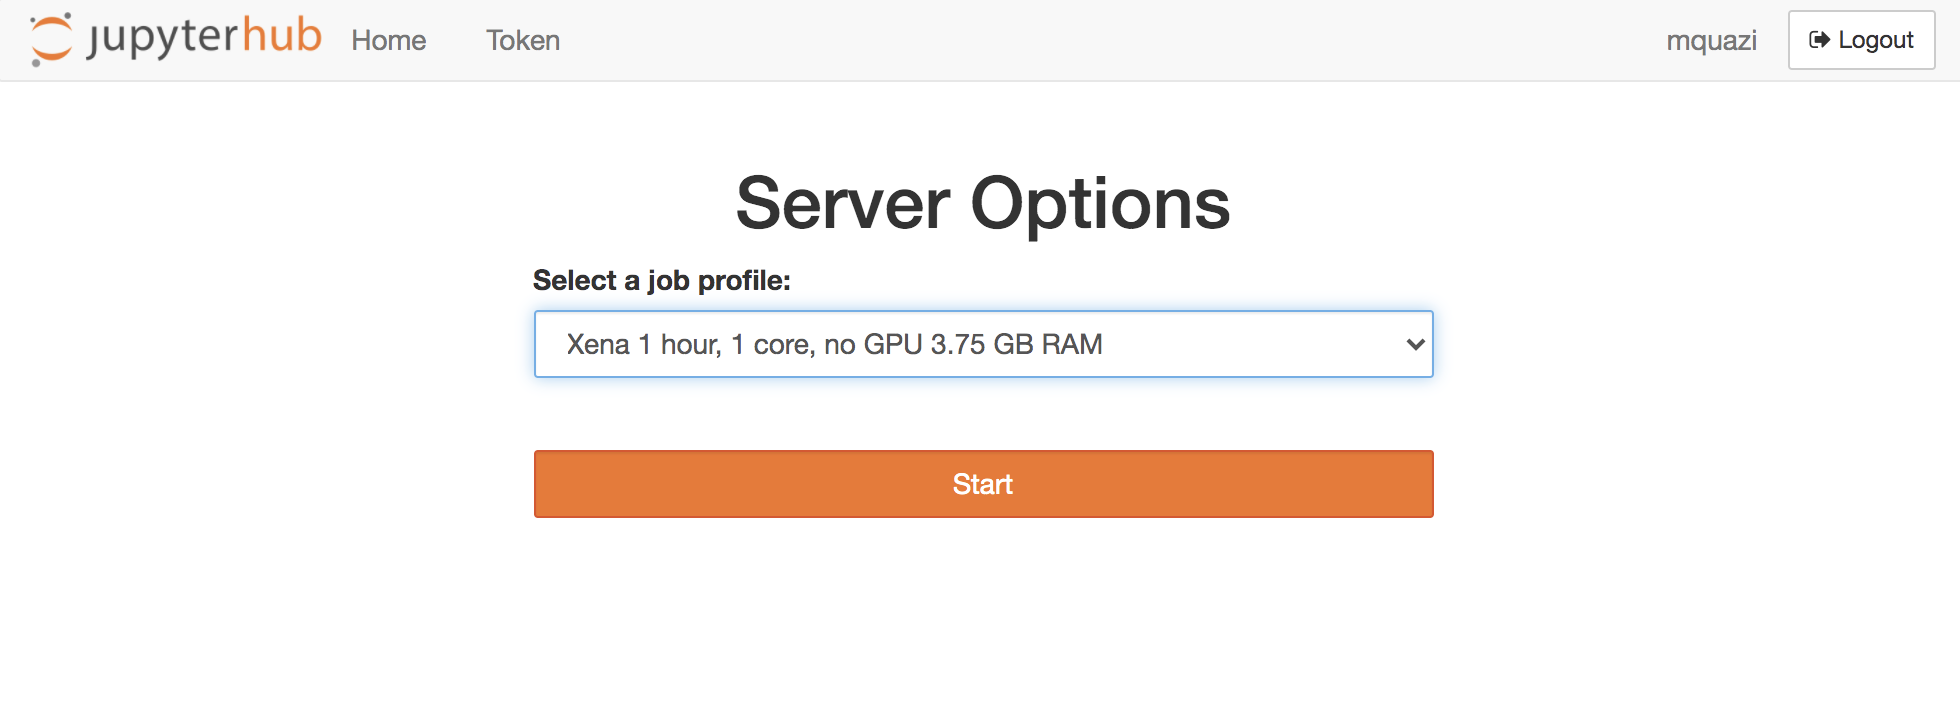 jupyterhub Home Token mquazi Logout
Server Options
Select a job profile:
Xena 1 hour, 1 core, no GPU 3.75 GB RAM
Start